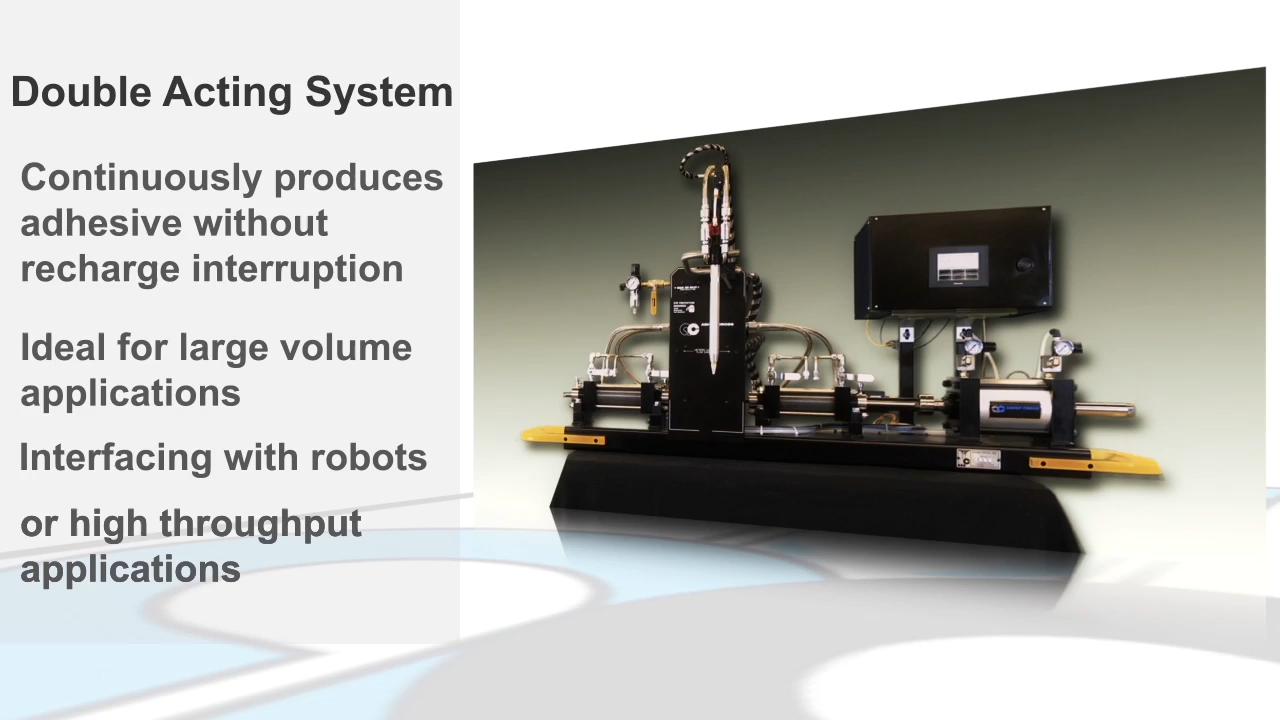 Double Acting System
Continuously produces
adhesive without
recharge interruption
Ideal for large volume
applications
Interfacing with robots
or high throughput
applications